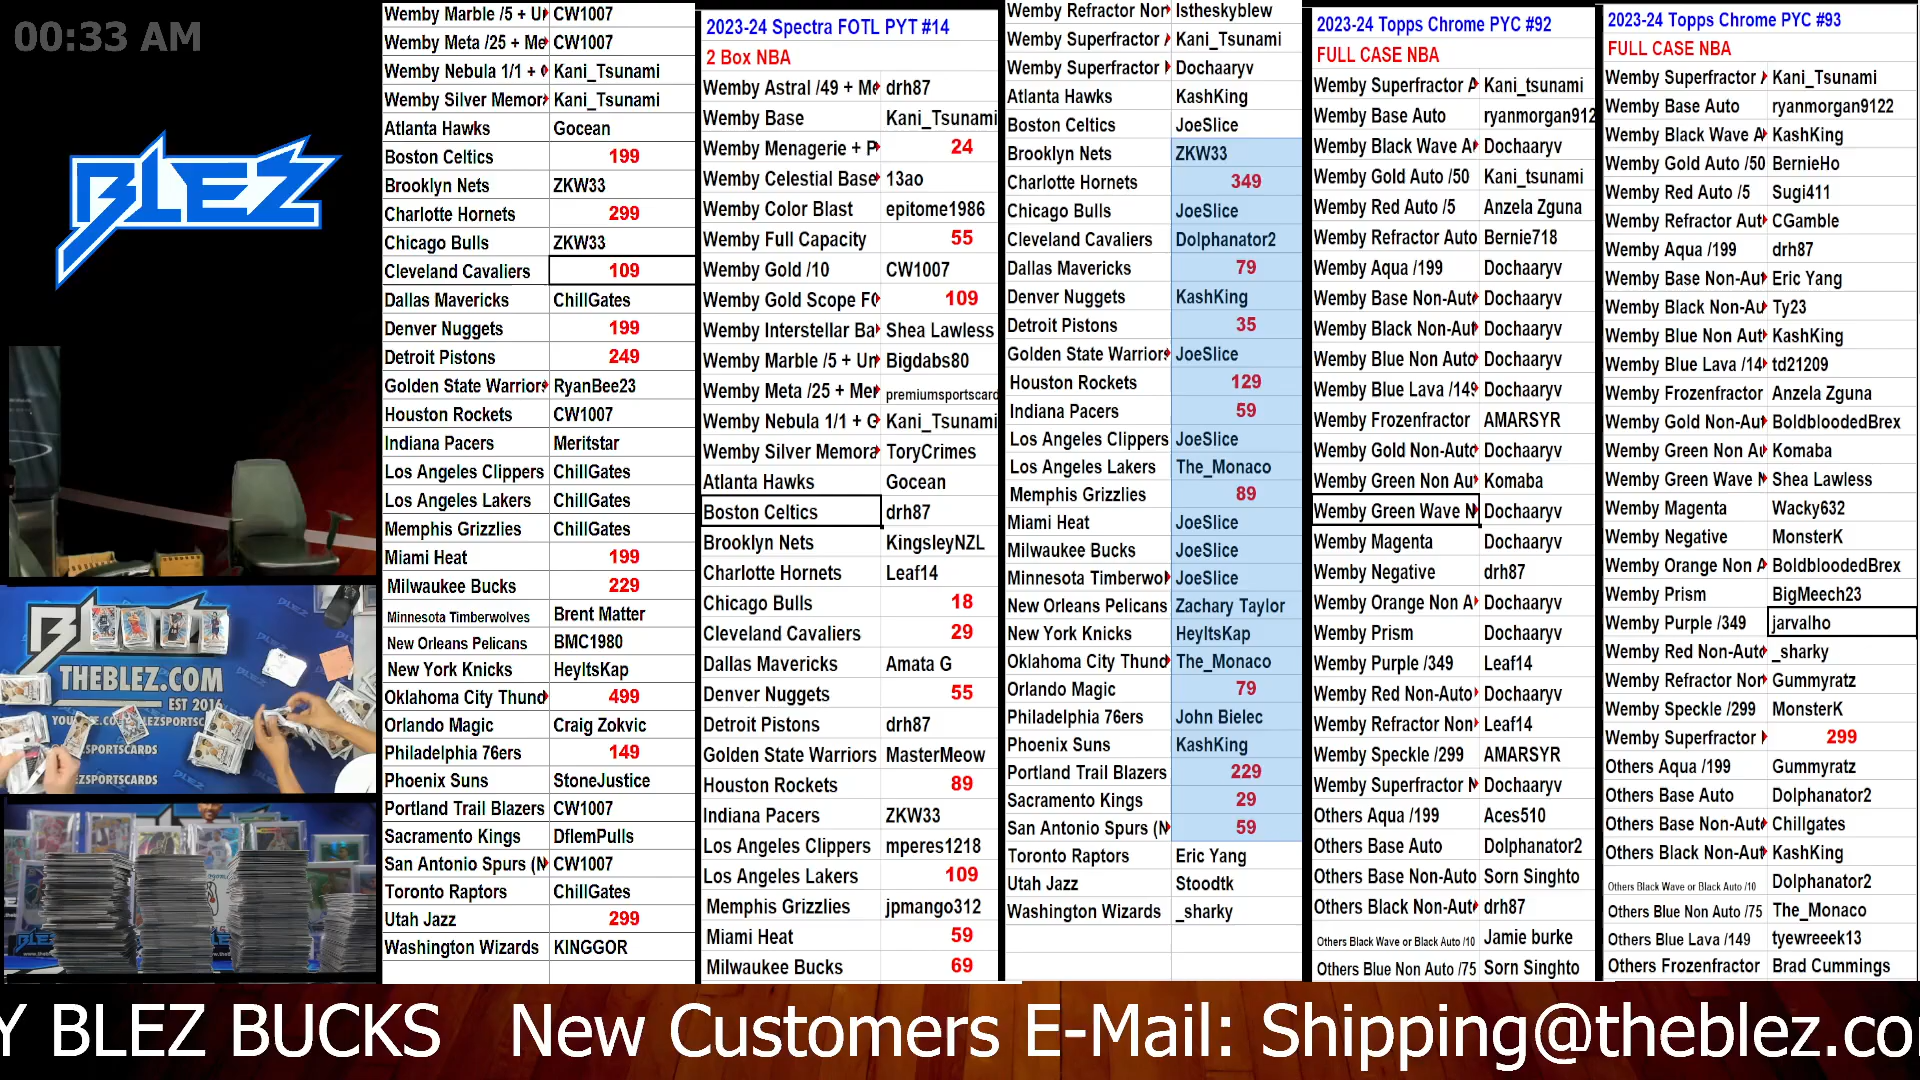 00:33 AM
BLEZ
THEBLEZ.COM
EST 2016
Wemby Marble /5 + Ur CW1007
Wemby Meta /25 + Me CW1007
Wemby Nebula 1/1 + Kani_Tsunami
Wemby Silver Memor Kani_Tsunami
Atlanta Hawks Gocean
Boston Celtics 199
Brooklyn Nets ZKW33
Charlotte Hornets 299
Chicago Bulls ZKW33
Cleveland Cavaliers 109
Dallas Mavericks ChillGates
Denver Nuggets 199
Detroit Pistons 249
Golden State Warrior RyanBee23
Houston Rockets CW1007
Indiana Pacers Meritstar
Los Angeles Clippers ChillGates
Los Angeles Lakers ChillGates
Memphis Grizzlies ChillGates
Miami Heat 199
Milwaukee Bucks 229
Minnesota Timberwolves Brent Matter
New Orleans Pelicans BMC1980
New York Knicks HeyItsKap
Oklahoma City Thund 499
Orlando Magic Craig Zokvic
Philadelphia 76ers 149
Phoenix Suns StoneJustice
Portland Trail Blazers CW1007
Sacramento Kings DflemPulls
San Antonio Spurs (N CW1007
Toronto Raptors ChillGates
Utah Jazz 299
Washington Wizards KINGGOR
2023-24 Spectra FOTL PYT #14
2 Box NBA
Wemby Astral /49 + Me drh87
Wemby Base Kani_Tsunami
Wemby Menagerie + P 24
Wemby Celestial Base 13ao
Wemby Color Blast epitome1986
Wemby Full Capacity 55
Wemby Gold /10 CW1007
Wemby Gold Scope FO 109
Wemby Interstellar Ba Shea Lawless
Wemby Marble /5 + Ur Bigdabs80
Wemby Meta /25 + Mer premiumsportscard
Wemby Nebula 1/1 + G Kani_Tsunami
Wemby Silver Memora ToryCrimes
Atlanta Hawks Gocean
Boston Celtics drh87
Brooklyn Nets KingsleyNZL
Charlotte Hornets Leaf14
Chicago Bulls 18
Cleveland Cavaliers 29
Dallas Mavericks Amata G
Denver Nuggets 55
Detroit Pistons drh87
Golden State Warriors MasterMeow
Houston Rockets 89
Indiana Pacers ZKW33
Los Angeles Clippers mperes1218
Los Angeles Lakers 109
Memphis Grizzlies jpmango312
Miami Heat 59
Milwaukee Bucks 69
Wemby Refractor Nor Istheskyblew
Wemby Superfractor Kani_Tsunami
Wemby Superfractor Dochaaryv
Atlanta Hawks KashKing
Boston Celtics JoeSlice
Brooklyn Nets ZKW33
Charlotte Hornets 349
Chicago Bulls JoeSlice
Cleveland Cavaliers Dolphanator2
Dallas Mavericks 79
Denver Nuggets KashKing
Detroit Pistons 35
Golden State Warriors JoeSlice
Houston Rockets 129
Indiana Pacers 59
Los Angeles Clippers JoeSlice
Los Angeles Lakers The_Monaco
Memphis Grizzlies 89
Miami Heat JoeSlice
Milwaukee Bucks JoeSlice
Minnesota Timberwol JoeSlice
New Orleans Pelicans Zachary Taylor
New York Knicks HeyItsKap
Oklahoma City Thund The_Monaco
Orlando Magic 79
Philadelphia 76ers John Bielec
Phoenix Suns KashKing
Portland Trail Blazers 229
Sacramento Kings 29
San Antonio Spurs (N 59
Toronto Raptors Eric Yang
Utah Jazz Stoodtk
Washington Wizards _sharky
2023-24 Topps Chrome PYC #92
FULL CASE NBA
Wemby Superfractor A Kani_tsunami
Wemby Base Auto ryanmorgan912
Wemby Black Wave A Dochaaryv
Wemby Gold Auto /50 Kani_tsunami
Wemby Red Auto /5 Anzela Zguna
Wemby Refractor Auto Bernie718
Wemby Aqua /199 Dochaaryv
Wemby Base Non-Aut Dochaaryv
Wemby Black Non-Aut Dochaaryv
Wemby Blue Non Auto Dochaaryv
Wemby Blue Lava /149 Dochaaryv
Wemby Frozenfractor AMARSYR
Wemby Gold Non-Auto Dochaaryv
Wemby Green Non Au Komaba
Wemby Green Wave N Dochaaryv
Wemby Magenta Dochaaryv
Wemby Negative drh87
Wemby Orange Non A Dochaaryv
Wemby Prism Dochaaryv
Wemby Purple /349 Leaf14
Wemby Red Non-Auto Dochaaryv
Wemby Refractor Non Leaf14
Wemby Speckle /299 AMARSYR
Wemby Superfractor N Dochaaryv
Others Aqua /199 Aces510
Others Base Auto Dolphanator2
Others Base Non-Auto Sorn Singhto
Others Black Non-Aut drh87
Others Black Wave or Black Auto /10 Jamie burke
Others Blue Non Auto /75 Sorn Singhto
2023-24 Topps Chrome PYC #93
FULL CASE NBA
Wemby Superfractor Kani_Tsunami
Wemby Base Auto ryanmorgan9122
Wemby Black Wave A KashKing
Wemby Gold Auto /50 BernieHo
Wemby Red Auto /5 Sugi411
Wemby Refractor Aut CGamble
Wemby Aqua /199 drh87
Wemby Base Non-Aut Eric Yang
Wemby Black Non-Au Ty23
Wemby Blue Non Aut KashKing
Wemby Blue Lava /14 td21209
Wemby Frozenfractor Anzela Zguna
Wemby Gold Non-Aut BoldbloodedBrex
Wemby Green Non Au Komaba
Wemby Green Wave N Shea Lawless
Wemby Magenta Wacky632
Wemby Negative MonsterK
Wemby Orange Non A BoldbloodedBrex
Wemby Prism BigMeech23
Wemby Purple /349 jarvalho
Wemby Red Non-Auto _sharky
Wemby Refractor Nor Gummyratz
Wemby Speckle /299 MonsterK
Wemby Superfractor 299
Others Aqua /199 Gummyratz
Others Base Auto Dolphanator2
Others Base Non-Aut Chillgates
Others Black Non-Aut KashKing
Others Black Wave or Black Auto /10 Dolphanator2
Others Blue Non Auto /75 The_Monaco
Others Blue Lava /149 tyewreeek13
Others Frozenfractor Brad Cummings
Y BLEZ BUCKS New Customers E-Mail: Shipping@theblez.co